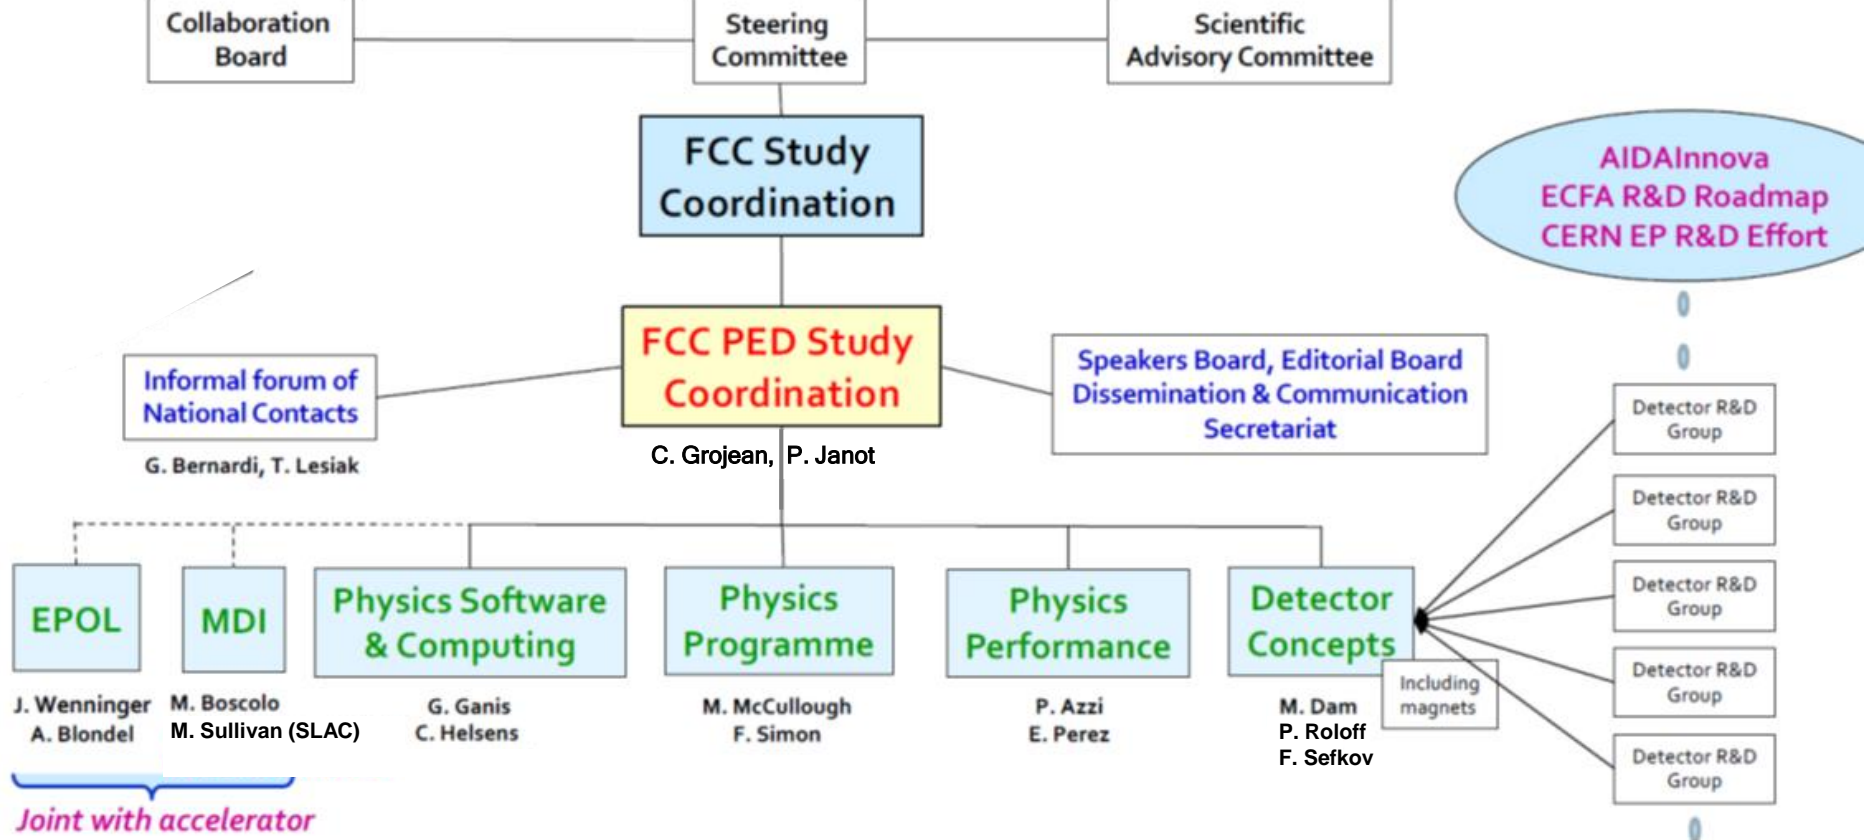 Collaboration
Board
Steering
Committee
Scientific
Advisory Committee
FCC Study
Coordination
AIDAInnova
ECFA R&D Roadmap
CERN EP R&D Effort
FCC PED Study
Coordination
C. Grojean, P. Janot
Informal forum of
National Contacts
G. Bernardi, T. Lesiak
Speakers Board, Editorial Board
Dissemination & Communication
Secretariat
Detector R&D
Group
Detector R&D
Group
Detector R&D
Group
Detector R&D
Group
Detector R&D
Group
EPOL
J. Wenninger
A. Blondel
MDI
M. Boscolo
M. Sullivan (SLAC)
Physics Software
& Computing
G. Ganis
C. Helsens
Physics
Programme
M. McCullough
F. Simon
Physics
Performance
P. Azzi
E. Perez
Detector
Concepts
M. Dam
P. Roloff
F. Sefkov
Including
magnets
Joint with accelerator